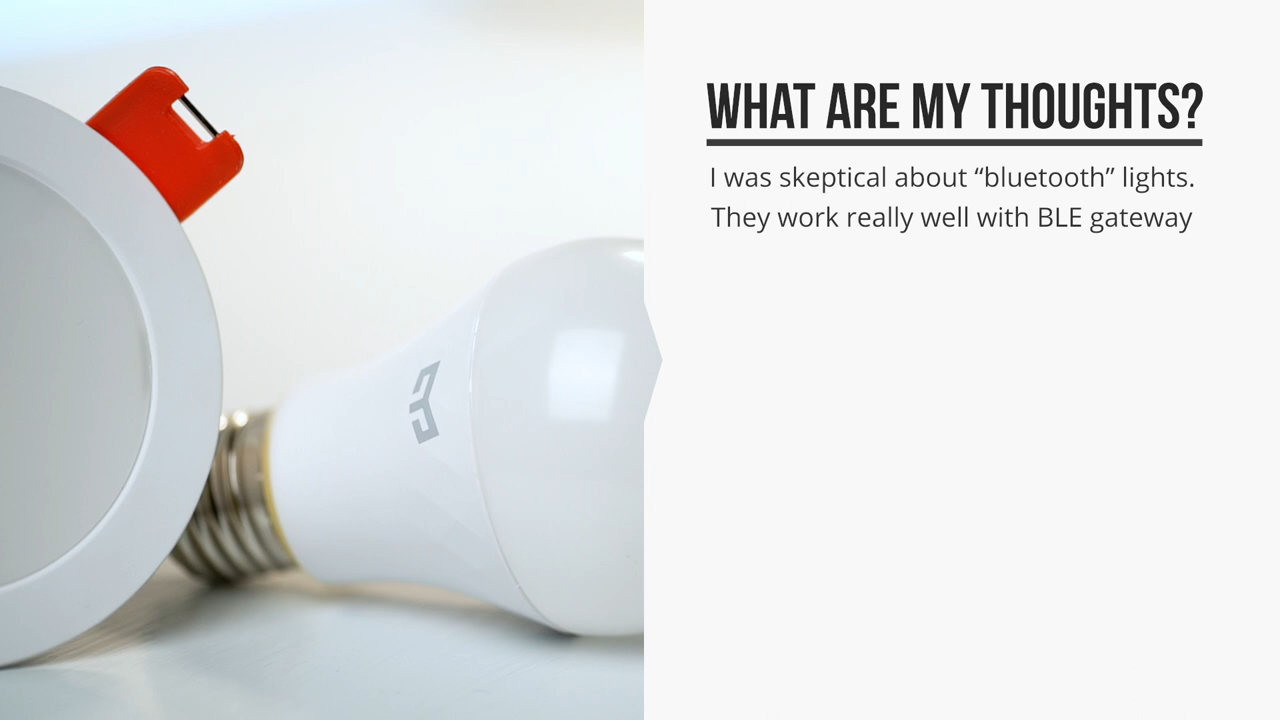 WHAT ARE MY THOUGHTS?
I was skeptical about “bluetooth” lights.
They work really well with BLE gateway